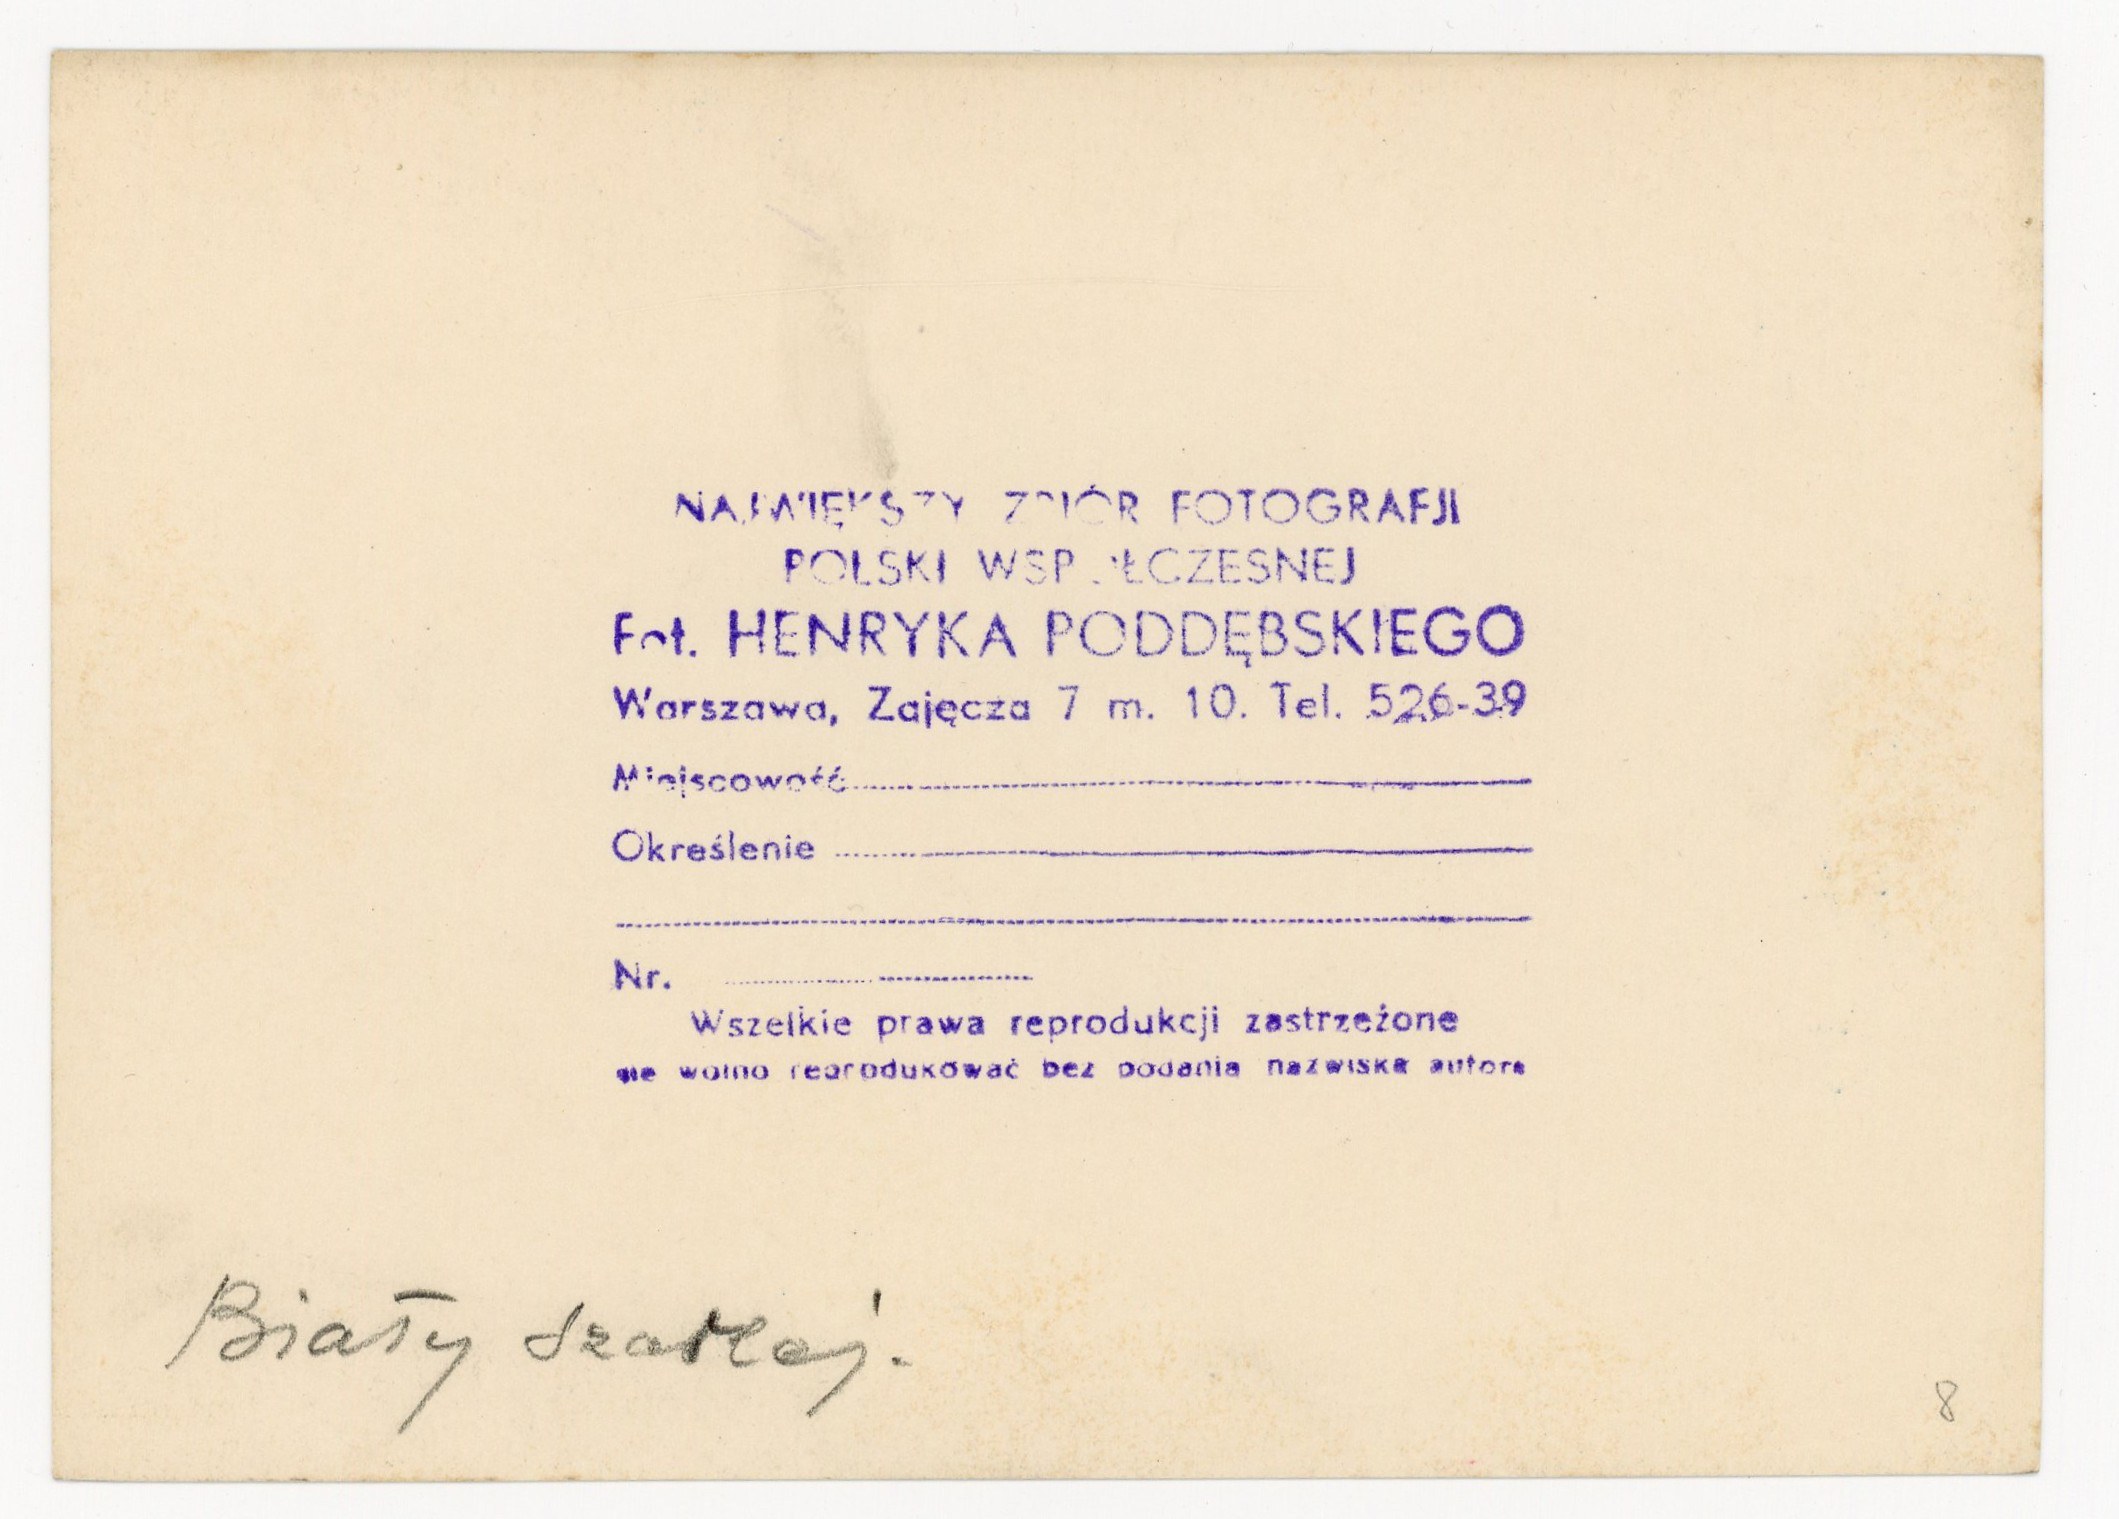 NAJWIĘKSZY ZBIÓR FOTOGRAFJI
POLSKI WSPÓŁCZESNEJ
Fot. HENRYKA PODDĘBSKIEGO
Warszawa, Zajęcza 7 m. 10. Tel. 526-39
Miejscowość
Określenie
Nr.
Wszelkie prawa reprodukcji zastrzeżone
nie wolno reprodukować bez podania nazwiska autora
Biały Szarlej.
8